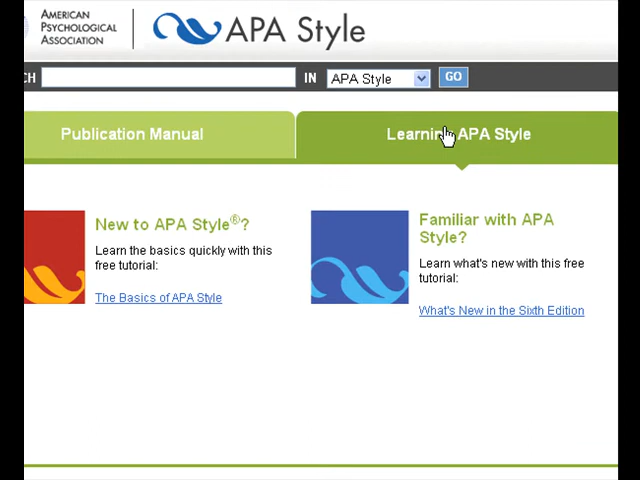 AMERICAN
PSYCHOLOGICAL
ASSOCIATION
APA Style
CH IN APA Style GO
Publication Manual
Learning APA Style
New to APA Style®?
Learn the basics quickly with this
free tutorial:
The Basics of APA Style
Familiar with APA
Style?
Learn what's new with this free
tutorial:
What's New in the Sixth Edition